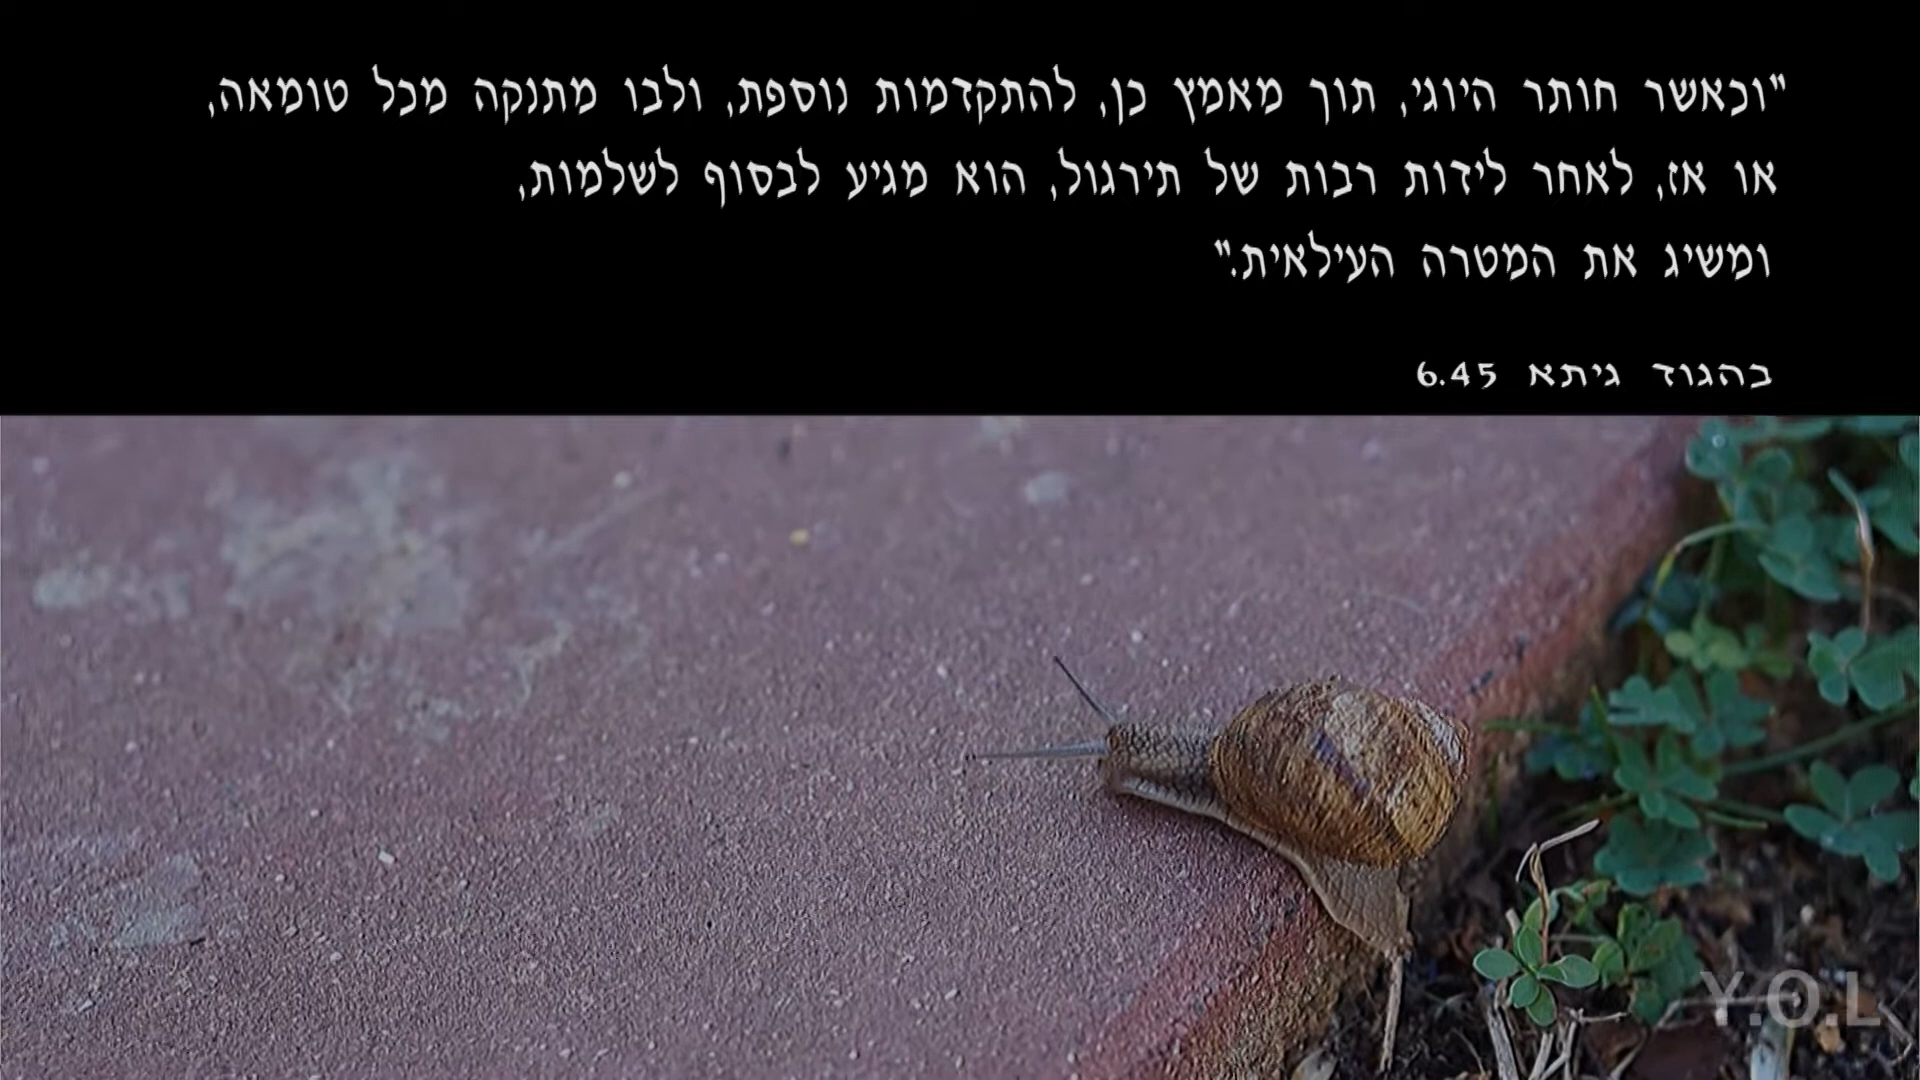 "וכאשר חותר היוגי, תוך מאמץ כן, להתקדמות נוספת, ולבו מתנקה מכל טומאה,
או אז, לאחר לידות רבות של תירגול, הוא מגיע לבסוף לשלמות,
ומשיג את המטרה העילאית."
בהגוד גיתא 6.45
Y.O.L